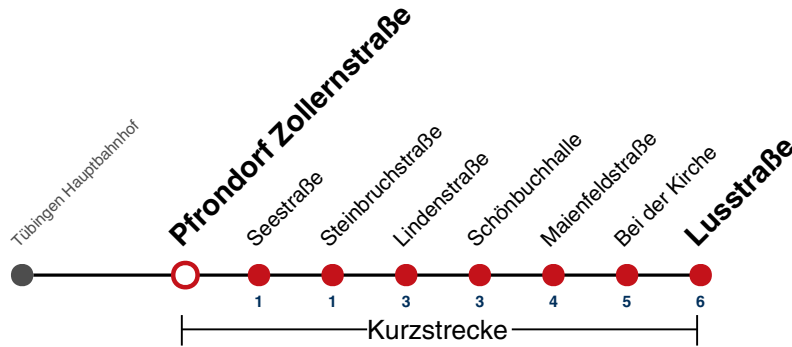 Tübingen Hauptbahnhof
Pfrondorf Zollernstraße
Seestraße
Steinbruchstraße
Lindenstraße
Schönbuchhalle
Maienfeldstraße
Bei der Kirche
Lusstraße
1 1 3 3 4 5 6
Kurzstrecke